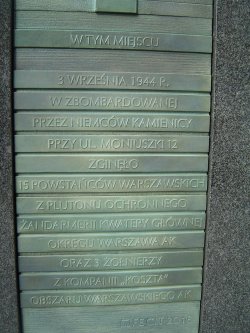 W TYM MIEJSCU
3 WRZEŚNIA 1944 R.
W ZBOMBARDOWANEJ
PRZEZ NIEMCÓW KAMIENICY
PRZY UL. MONIUSZKI 12
ZGINĘŁO
15 POWSTAŃCÓW WARSZAWSKICH
Z PLUTONU OCHRONNEGO
ŻANDARMERII KWATERY GŁÓWNEJ
OKRĘGU WARSZAWA AK
ORAZ 3 ŻOŁNIERZY
Z KOMPANII „KOSZTA”
OBSZARU WARSZAWSKIEGO AK